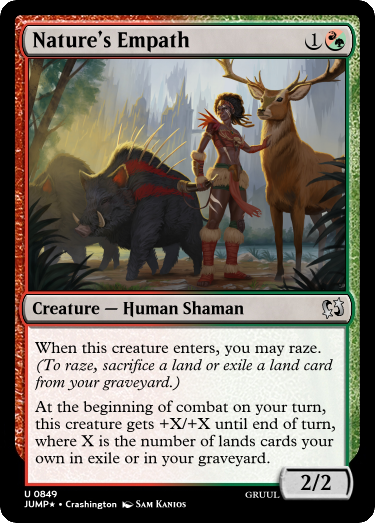 Nature's Empath 1
Creature — Human Shaman
When this creature enters, you may raze.
(To raze, sacrifice a land or exile a land card
from your graveyard.)
At the beginning of combat on your turn,
this creature gets +X/+X until end of turn,
where X is the number of lands cards your
own in exile or in your graveyard.
2/2
U 0849
GRUUL
JUMP★ • Crashington SAM KANIOS